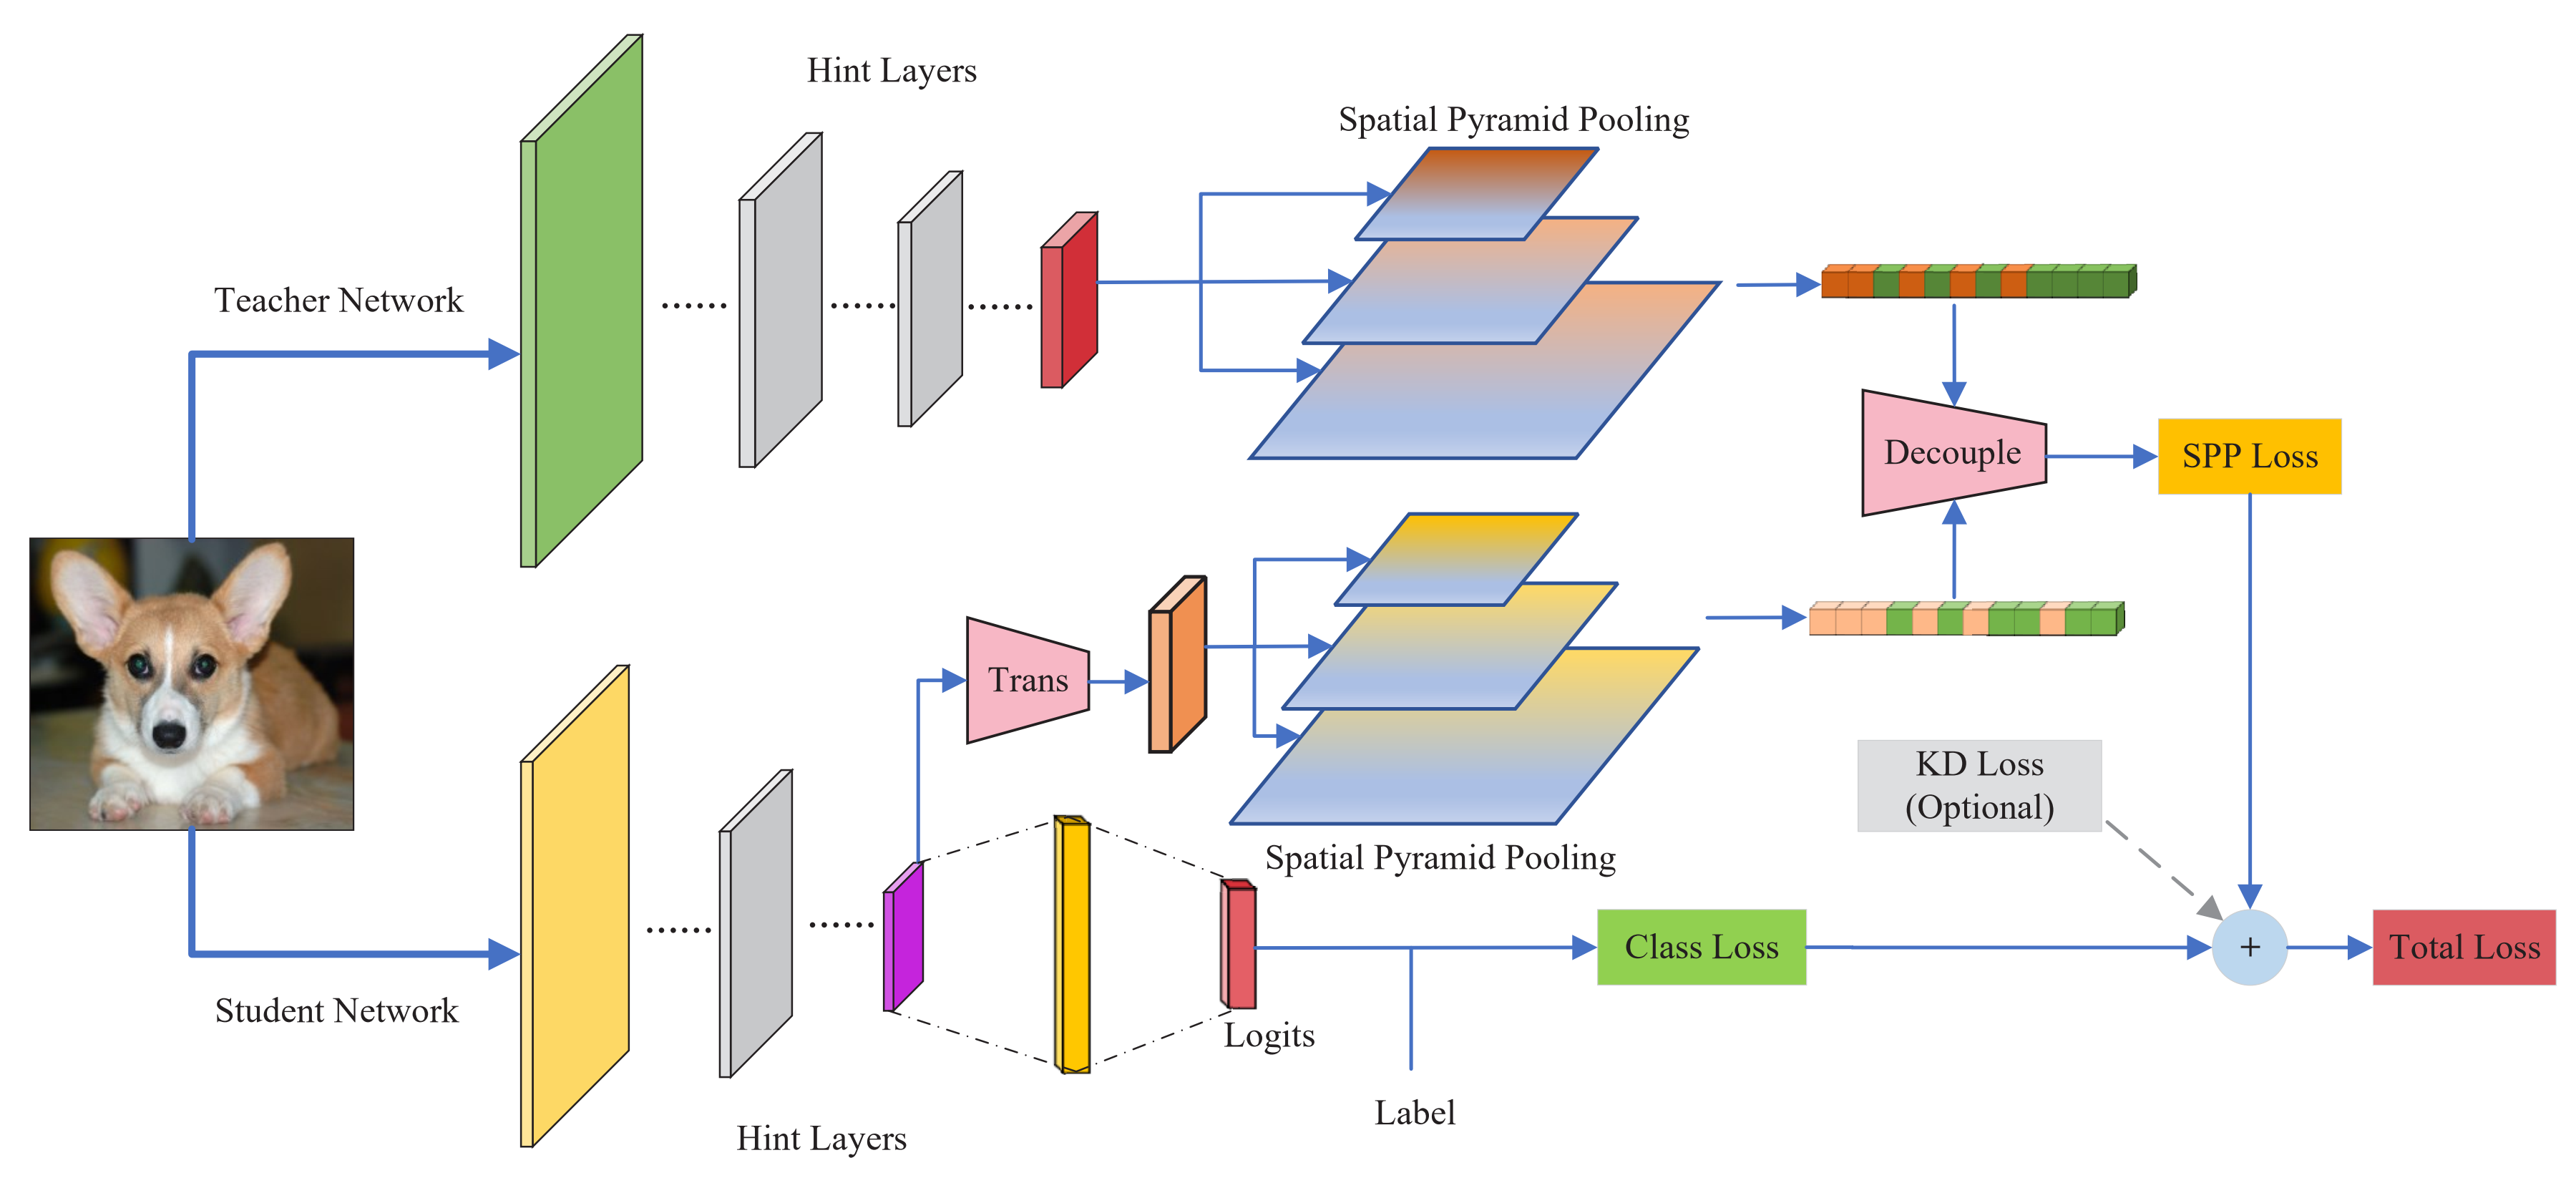 Hint Layers
Spatial Pyramid Pooling
Teacher Network
Decouple
SPP Loss
Trans
KD Loss
(Optional)
Spatial Pyramid Pooling
Class Loss
+
Total Loss
Student Network
Logits
Label
Hint Layers